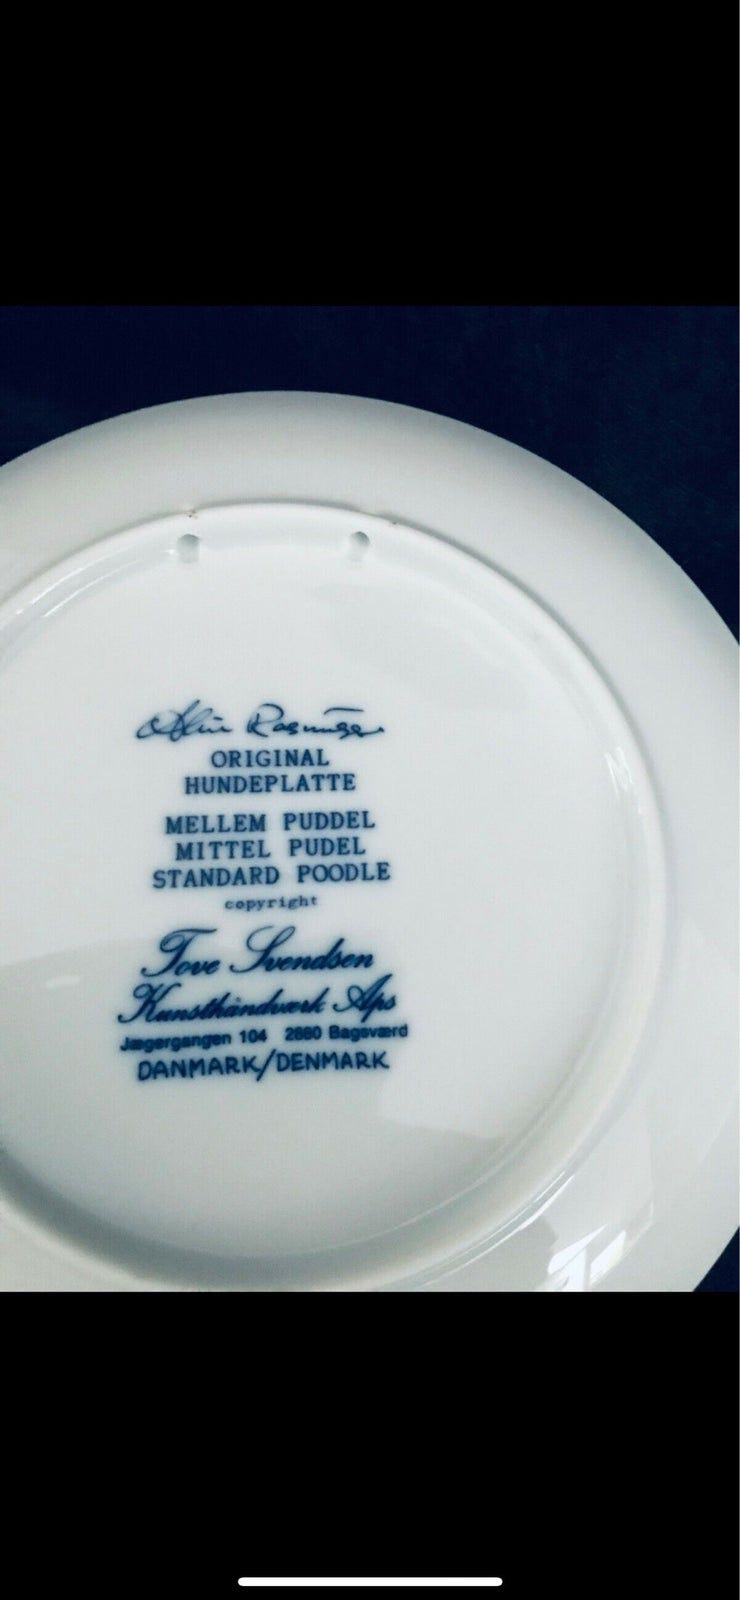 Rasmussen
ORIGINAL
HUNDEPLATTE
MELLEM PUDDEL
MITTEL PUDEL
STANDARD POODLE
copyright
Tove Svendsen
Kunsthåndværk Aps
Jægergangen 104 2880 Bagsværd
DANMARK/DENMARK